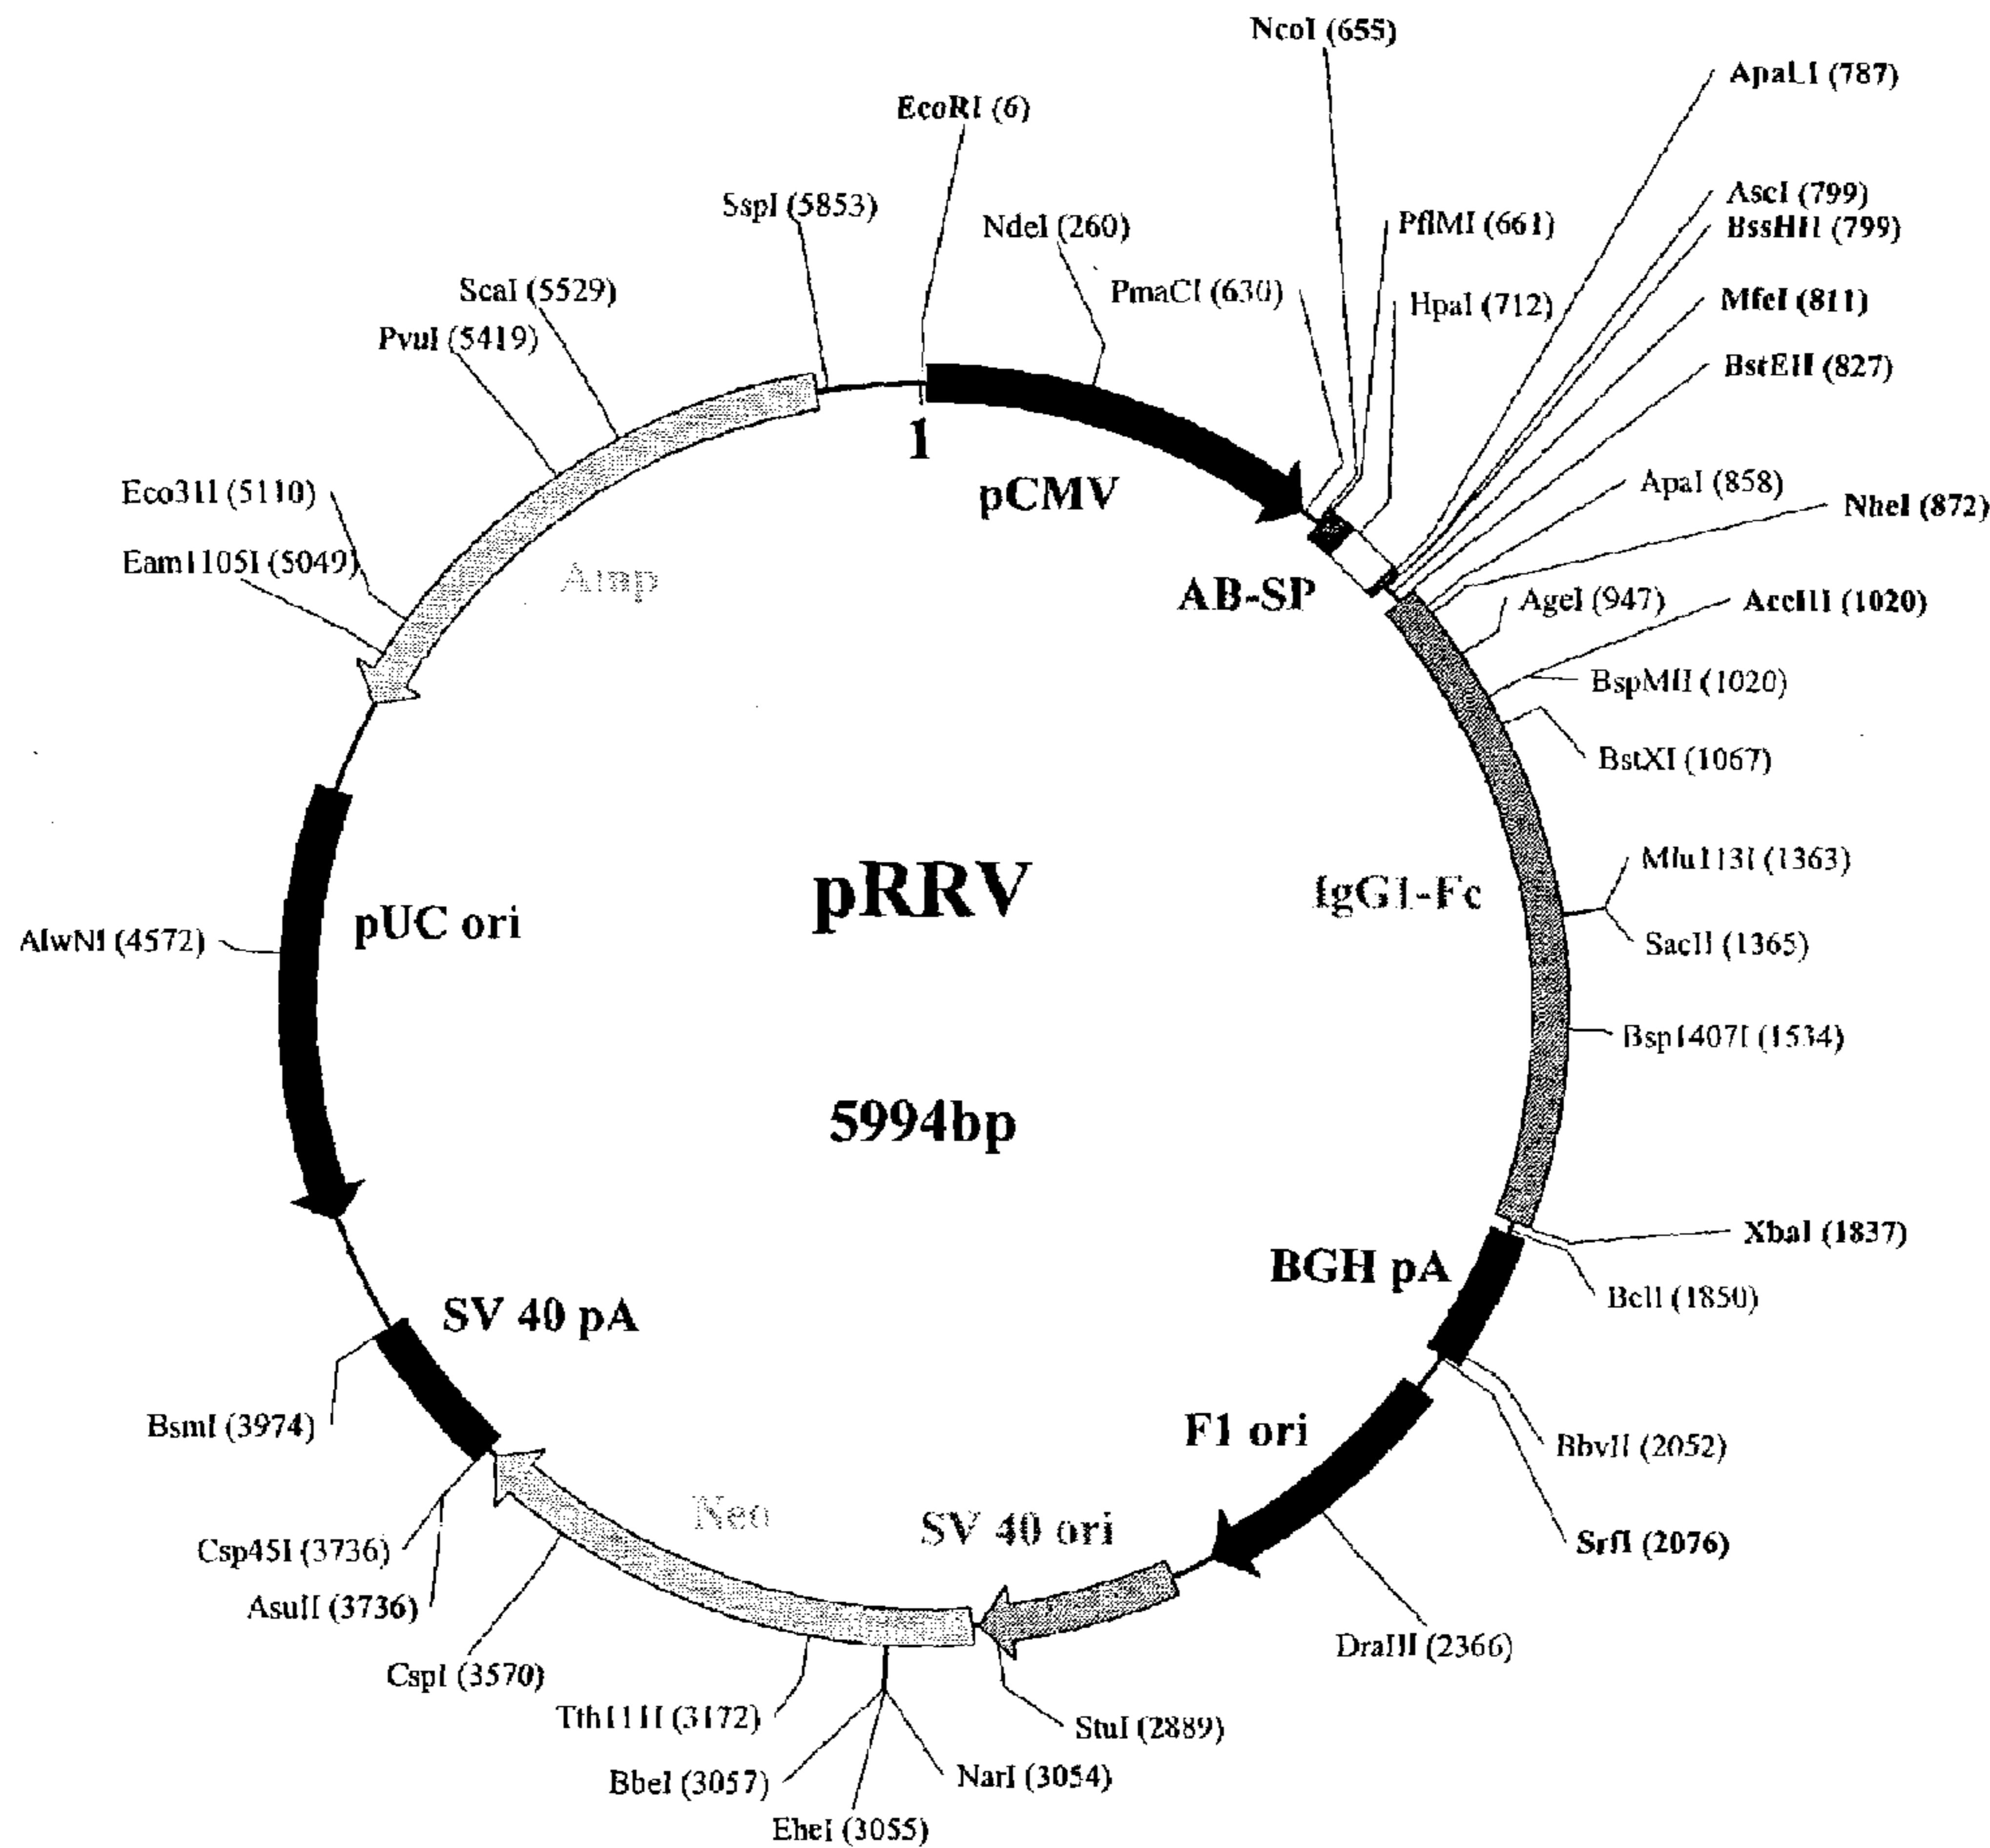 NcoI (655)
ApaLI (787)
EcoRI (6)
AscI (799)
SspI (5853)
NdeI (260)
PflMI (661)
BssHII (799)
ScaI (5529)
PmaCI (630)
HpaI (712)
MfeI (811)
PvuI (5419)
BstEII (827)
1
pCMV
Eco31I (5110)
ApaI (858)
NheI (872)
Eam1105I (5049)
Amp
AB-SP
AgeI (947)
AccIII (1020)
BspMII (1020)
BstXI (1067)
pRRV
IgG1-Fc
Mlu113I (1363)
AlwNI (4572)
pUC ori
SacII (1365)
Bsp1407I (1534)
5994bp
XbaI (1837)
BGH pA
BclI (1850)
SV 40 pA
BsmI (3974)
F1 ori
BbvII (2052)
Neo
SV 40 ori
Csp45I (3736)
SrfI (2076)
AsuII (3736)
DraIII (2366)
CspI (3570)
Tth111I (3172)
StuI (2889)
BbeI (3057)
NarI (3054)
EheI (3055)